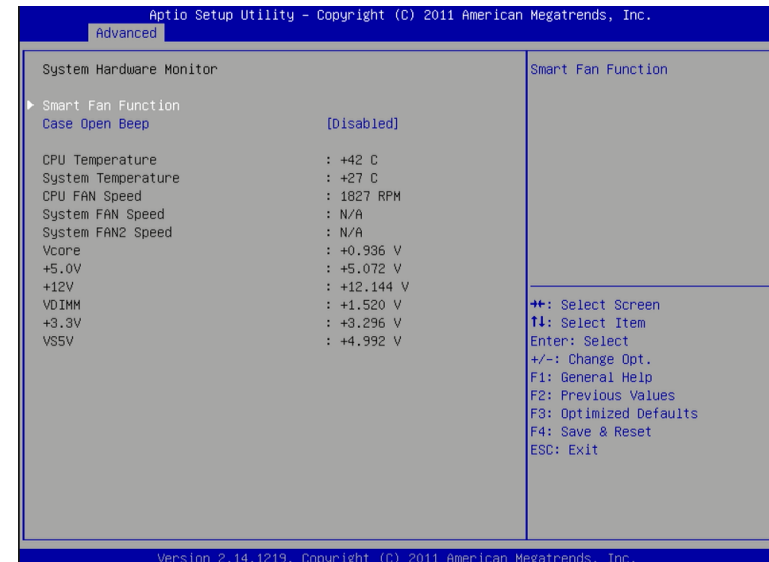 Aptio Setup Utility – Copyright (C) 2011 American Megatrends, Inc.
Advanced
System Hardware Monitor
Smart Fan Function
Case Open Beep [Disabled]
CPU Temperature : +42 C
System Temperature : +27 C
CPU FAN Speed : 1827 RPM
System FAN Speed : N/A
System FAN2 Speed : N/A
Vcore : +0.936 V
+5.0V : +5.072 V
+12V : +12.144 V
VDIMM : +1.520 V
+3.3V : +3.296 V
VS5V : +4.992 V
Smart Fan Function
→←: Select Screen
↑↓: Select Item
Enter: Select
+/-: Change Opt.
F1: General Help
F2: Previous Values
F3: Optimized Defaults
F4: Save & Reset
ESC: Exit
Version 2.14.1219. Copyright (C) 2011 American Megatrends, Inc.